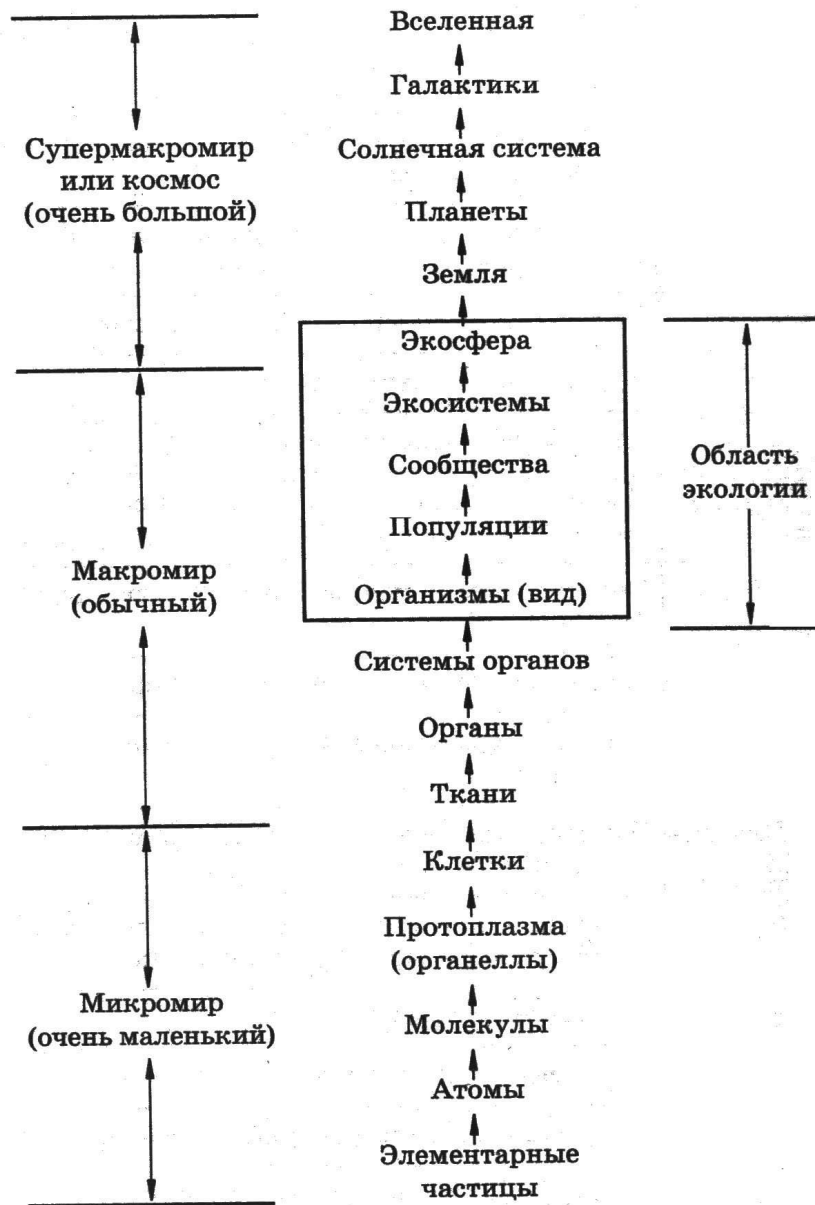 Вселенная
Галактики
Солнечная система
Планеты
Земля
Экосфера
Экосистемы
Сообщества
Популяции
Организмы (вид)
Системы органов
Органы
Ткани
Клетки
Протоплазма
(органеллы)
Молекулы
Атомы
Элементарные
частицы
Супермакромир
или космос
(очень большой)
Макромир
(обычный)
Микромир
(очень маленький)
Область
экологии